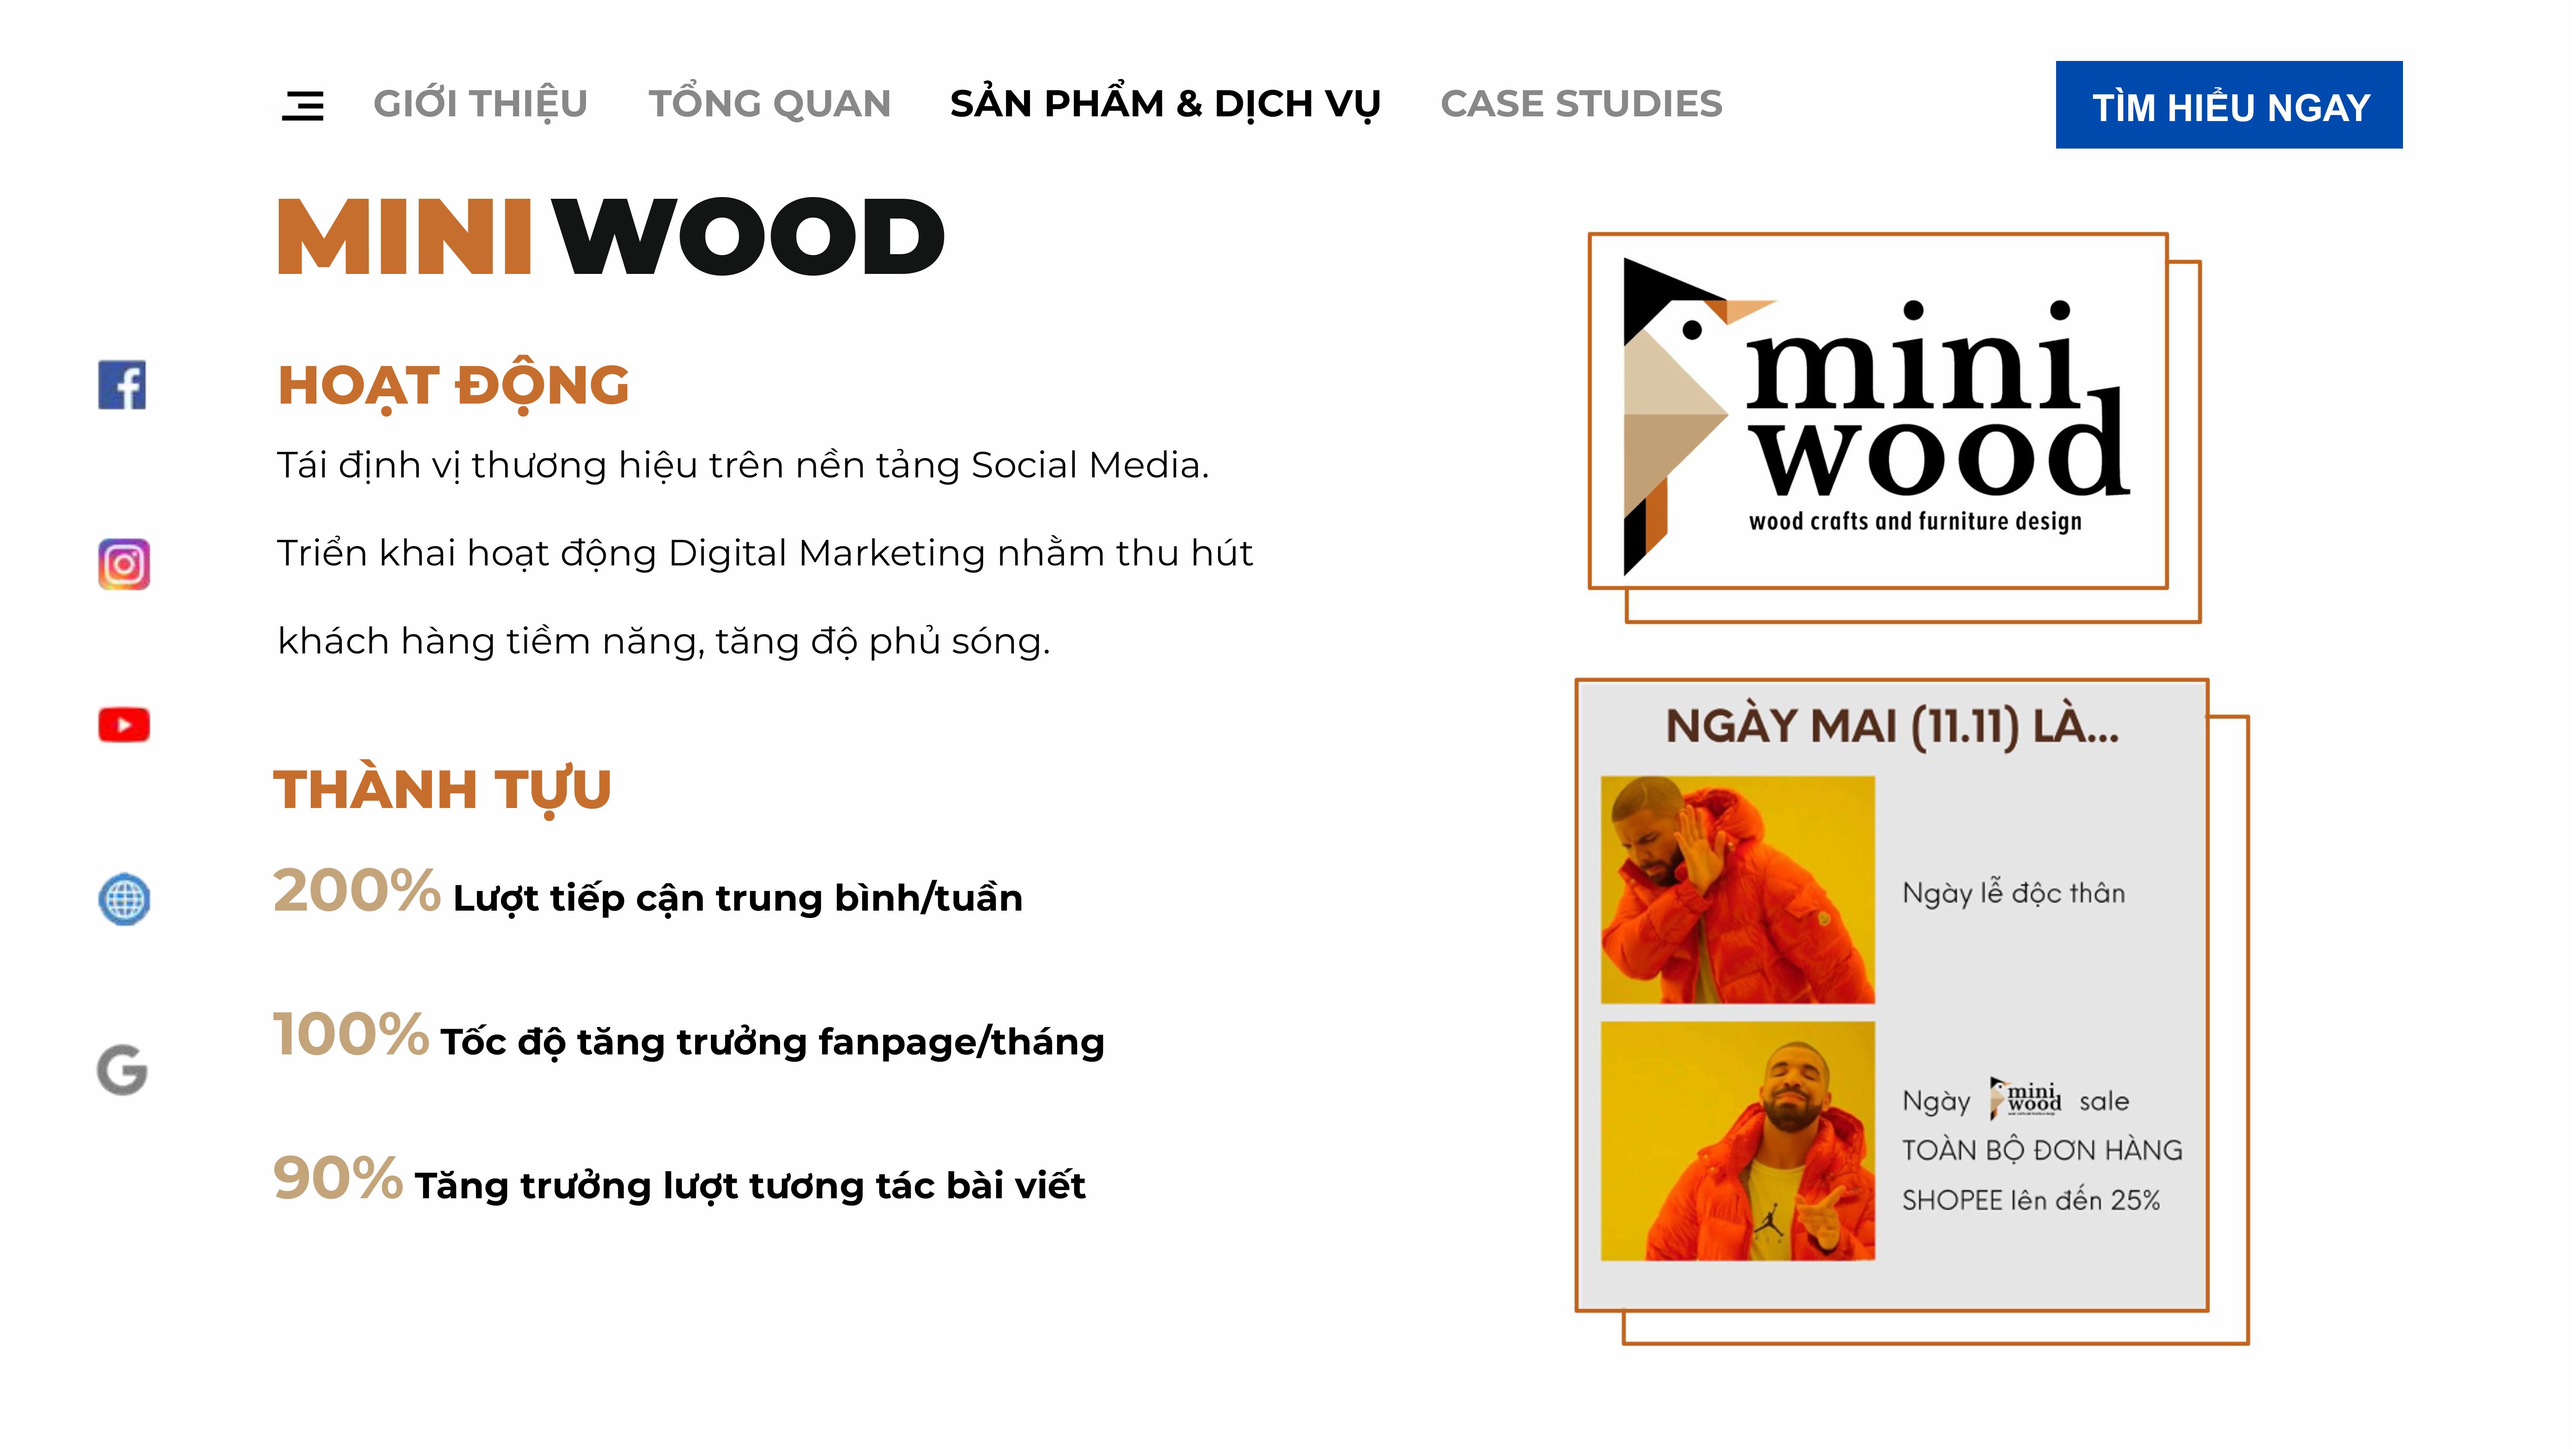 GIỚI THIỆU TỔNG QUAN SẢN PHẨM & DỊCH VỤ CASE STUDIES TÌM HIỂU NGAY
MINI WOOD
HOẠT ĐỘNG
Tái định vị thương hiệu trên nền tảng Social Media.
Triển khai hoạt động Digital Marketing nhằm thu hút
khách hàng tiềm năng, tăng độ phủ sóng.
THÀNH TỰU
200% Lượt tiếp cận trung bình/tuần
100% Tốc độ tăng trưởng fanpage/tháng
90% Tăng trưởng lượt tương tác bài viết
mini
wood
wood crafts and furniture design
NGÀY MAI (11.11) LÀ...
Ngày lễ độc thân
Ngày mini wood sale
TOÀN BỘ ĐƠN HÀNG
SHOPEE lên đến 25%